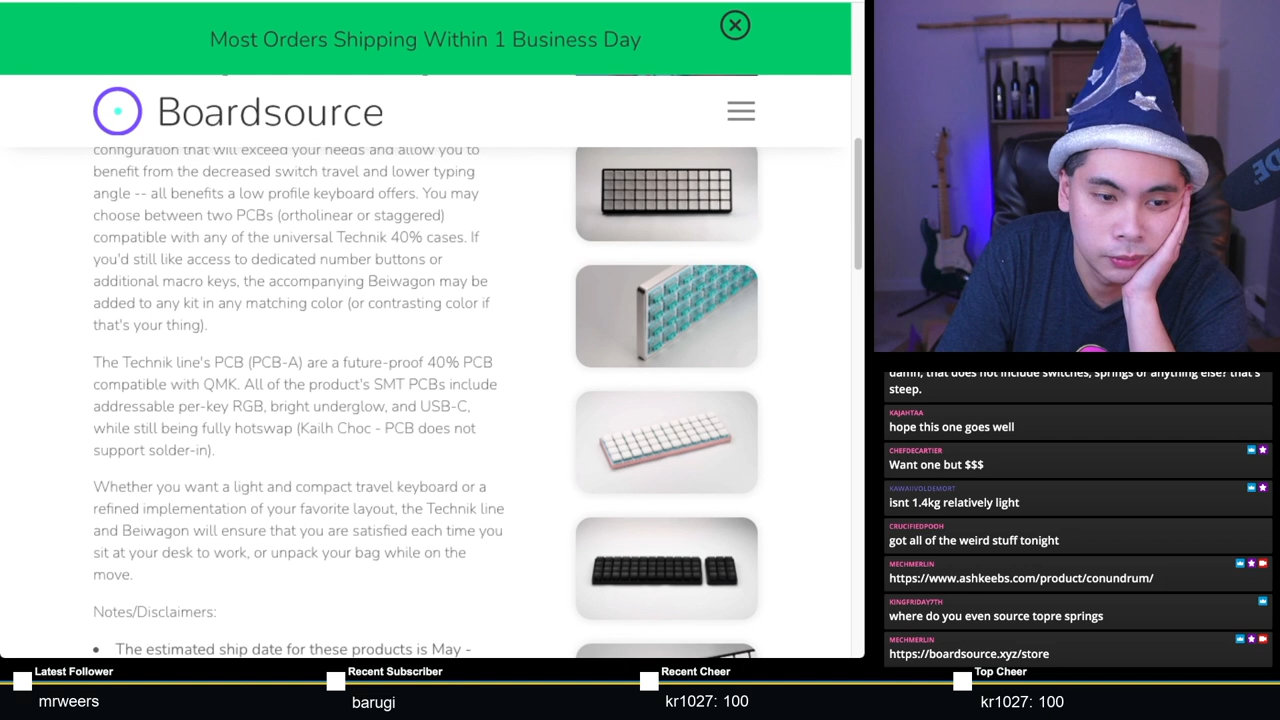 Most Orders Shipping Within 1 Business Day
Boardsource
configuration that will exceed your needs and allow you to
benefit from the decreased switch travel and lower typing
angle -- all benefits a low profile keyboard offers. You may
choose between two PCBs (ortholinear or staggered)
compatible with any of the universal Technik 40% cases. If
you'd still like access to dedicated number buttons or
additional macro keys, the accompanying Beiwagon may be
added to any kit in any matching color (or contrasting color if
that's your thing).
The Technik line's PCB (PCB-A) are a future-proof 40% PCB
compatible with QMK. All of the product's SMT PCBs include
addressable per-key RGB, bright underglow, and USB-C,
while still being fully hotswap (Kailh Choc - PCB does not
support solder-in).
Whether you want a light and compact travel keyboard or a
refined implementation of your favorite layout, the Technik line
and Beiwagon will ensure that you are satisfied each time you
sit at your desk to work, or unpack your bag while on the
move.
Notes/Disclaimers:
• The estimated ship date for these products is May -
damn, that does not include switches, springs or anything else? that's
steep.
KAJAHTAA
hope this one goes well
CHEFDECARTIER
Want one but $$$
KAWAIIVOLDEMORT
isnt 1.4kg relatively light
CRUCIFIEDPOOH
got all of the weird stuff tonight
MECHMERLIN
https://www.ashkeebs.com/product/conundrum/
KINGFRIDAY7TH
where do you even source topre springs
MECHMERLIN
https://boardsource.xyz/store
Latest Follower
mrweers
Recent Subscriber
barugi
Recent Cheer
kr1027: 100
Top Cheer
kr1027: 100